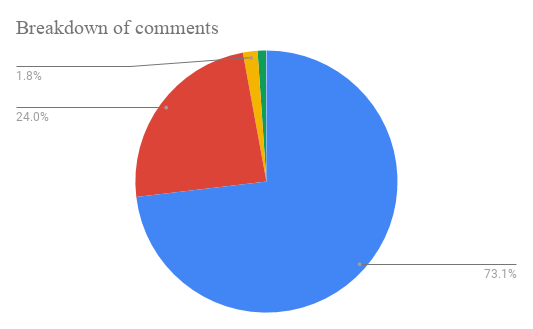 Breakdown of comments
1.8%
24.0%
73.1%